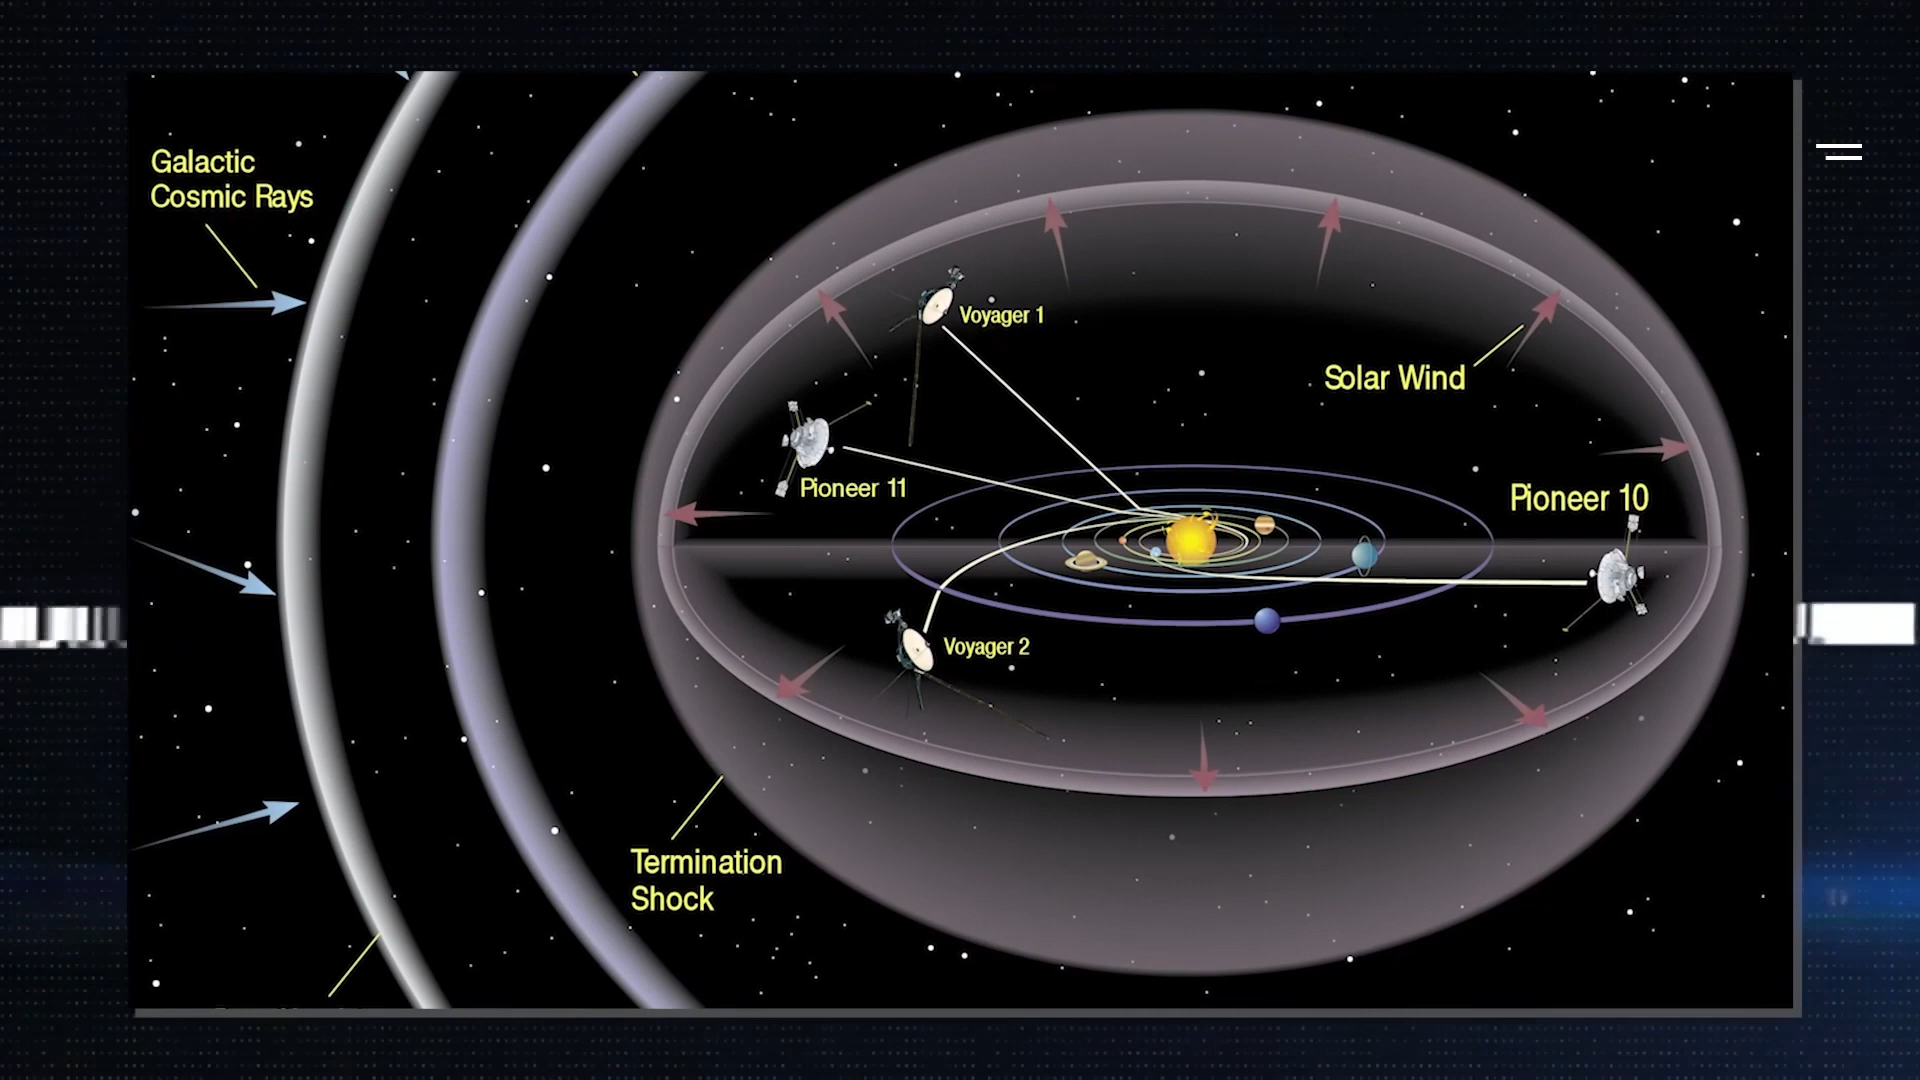 Galactic
Cosmic Rays
Voyager 1
Solar Wind
Pioneer 11
Pioneer 10
Voyager 2
Termination
Shock